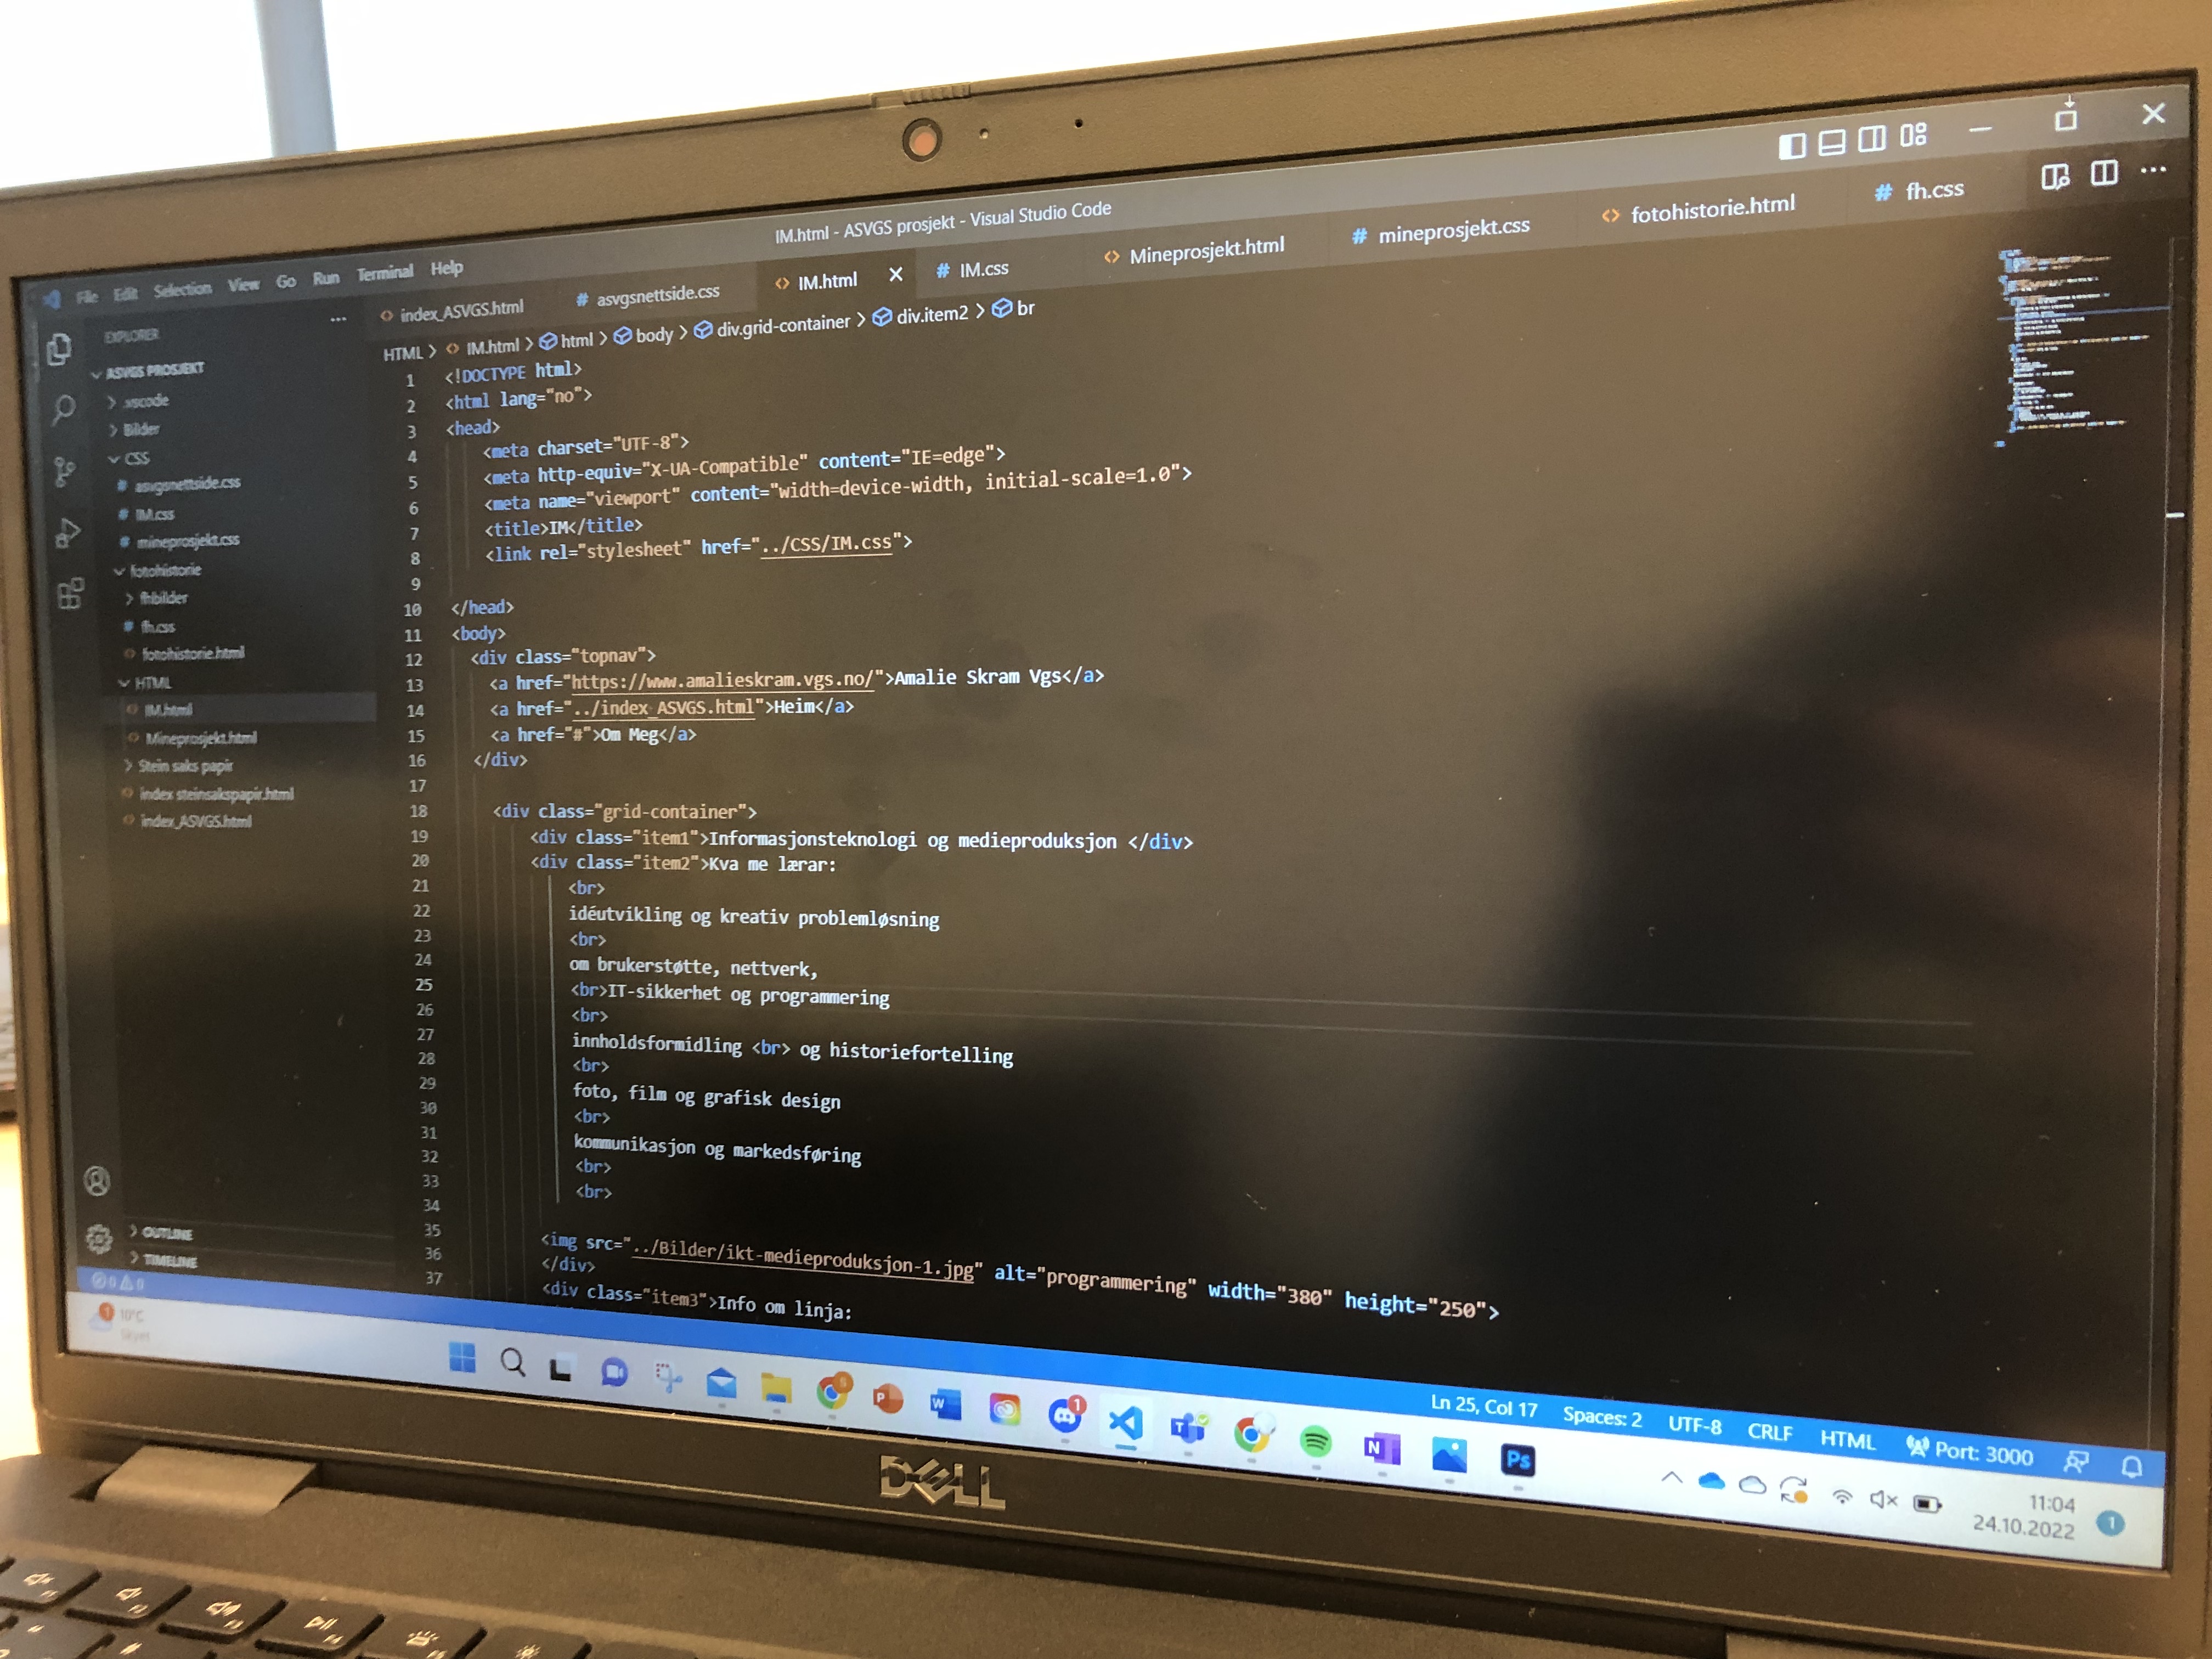 IM.html - ASVGS prosjekt - Visual Studio Code
File Edit Selection View Go Run Terminal Help
index_ASVGS.html asvgsnettside.css IM.html IM.css Mineprosjekt.html mineprosjekt.css fotohistorie.html fh.css
EXPLORER
ASVGS PROSJEKT
.vscode
Bilder
CSS
asvgsnettside.css
IM.css
mineprosjekt.css
fotohistorie
fhbilder
fh.css
fotohistorie.html
HTML
IM.html
Mineprosjekt.html
Stein saks papir
index steinsakspapir.html
index_ASVGS.html
OUTLINE
TIMELINE
HTML > IM.html > html > body > div.grid-container > div.item2 > br
1 <!DOCTYPE html>
2 <html lang="no">
3 <head>
4 <meta charset="UTF-8">
5 <meta http-equiv="X-UA-Compatible" content="IE=edge">
6 <meta name="viewport" content="width=device-width, initial-scale=1.0">
7 <title>IM</title>
8 <link rel="stylesheet" href="../CSS/IM.css">
9
10 </head>
11 <body>
12 <div class="topnav">
13 <a href="https://www.amalieskram.vgs.no/">Amalie Skram Vgs</a>
14 <a href="../index_ASVGS.html">Heim</a>
15 <a href="#">Om Meg</a>
16 </div>
17
18 <div class="grid-container">
19 <div class="item1">Informasjonsteknologi og medieproduksjon </div>
20 <div class="item2">Kva me lærar:
21 <br>
22 idéutvikling og kreativ problemløsning
23 <br>
24 om brukerstøtte, nettverk,
25 <br>IT-sikkerhet og programmering
26 <br>
27 innholdsformidling <br> og historiefortelling
28 <br>
29 foto, film og grafisk design
30 <br>
31 kommunikasjon og markedsføring
32 <br>
33 <br>
34
35 <img src="../Bilder/ikt-medieproduksjon-1.jpg" alt="programmering" width="380" height="250">
36 </div>
37 <div class="item3">Info om linja:
0 0
Ln 25, Col 17 Spaces: 2 UTF-8 CRLF HTML Port: 3000
10°C
Skyet
11:04
24.10.2022
1
DELL